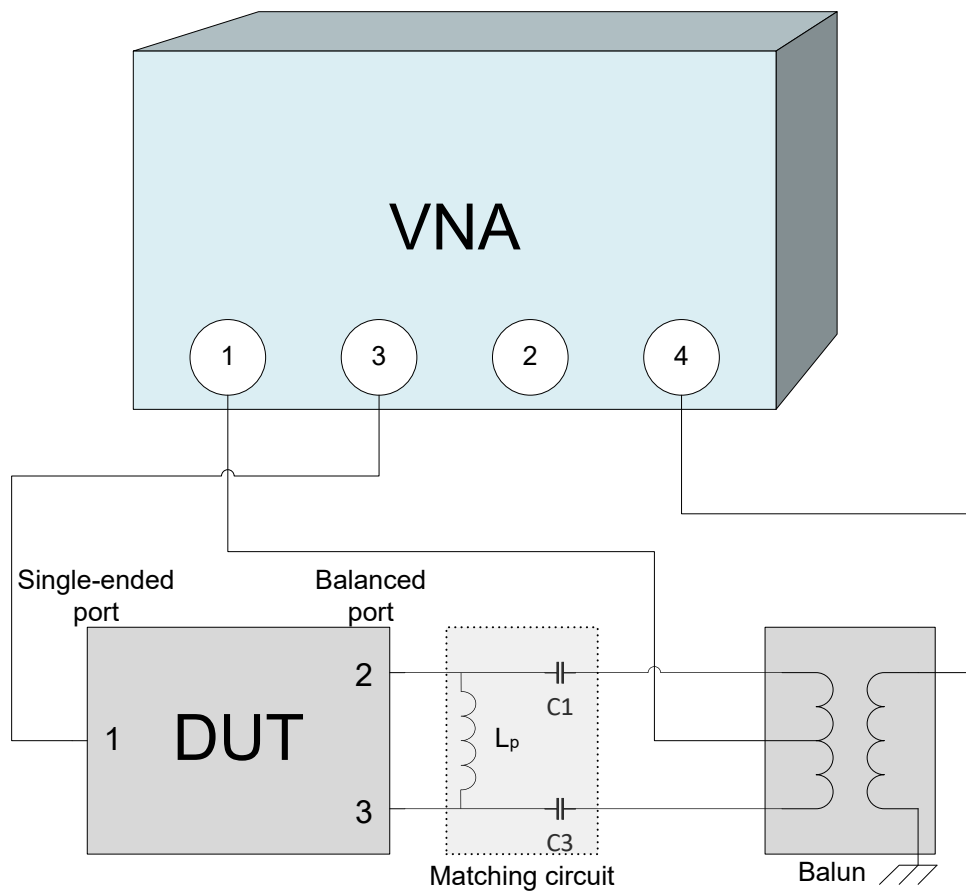 VNA
1
3
2
4
Single-ended
port
Balanced
port
2
C1
1
DUT
Lp
3
C3
Matching circuit
Balun